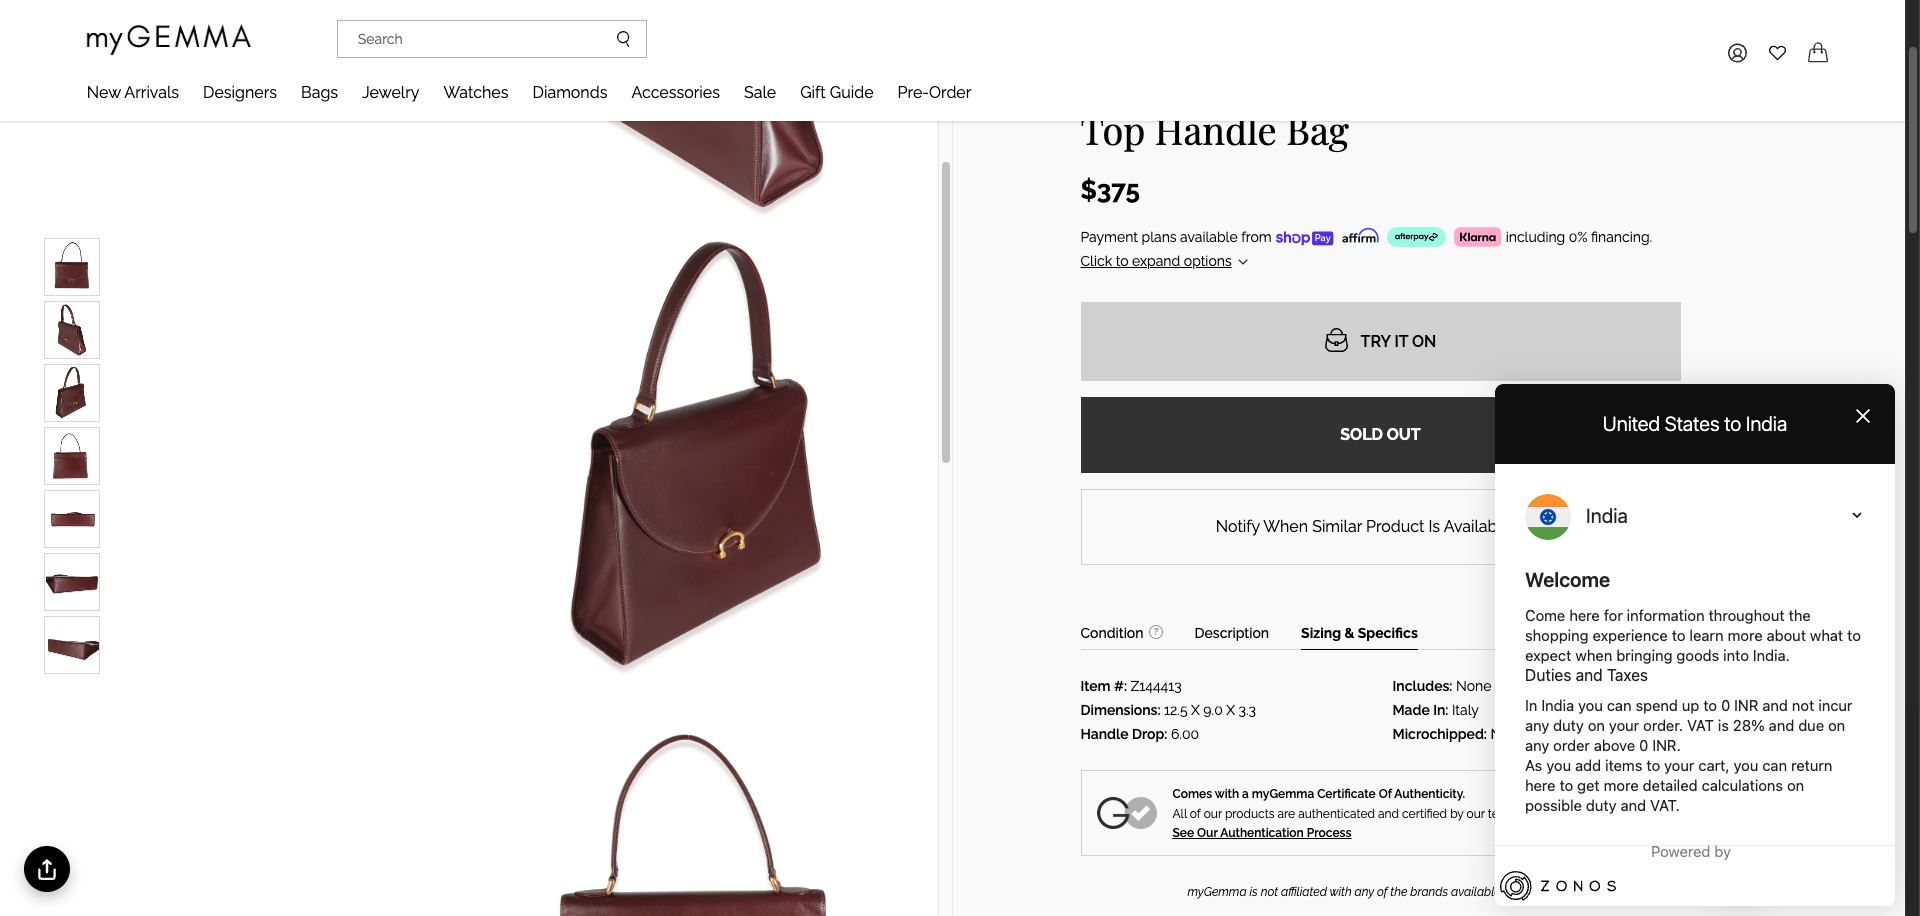 myGEMMA
Search
New Arrivals Designers Bags Jewelry Watches Diamonds Accessories Sale Gift Guide Pre-Order
Top Handle Bag
$375
Payment plans available from shop Pay affirm afterpay Klarna including 0% financing.
Click to expand options
TRY IT ON
SOLD OUT
Notify When Similar Product Is Availab
Condition ? Description Sizing & Specifics
Item #: Z144413
Dimensions: 12.5 X 9.0 X 3.3
Handle Drop: 6.00
Includes: None
Made In: Italy
Microchipped:
Comes with a myGemma Certificate Of Authenticity.
All of our products are authenticated and certified by our te
See Our Authentication Process
myGemma is not affiliated with any of the brands availabl
United States to India
India
Welcome
Come here for information throughout the
shopping experience to learn more about what to
expect when bringing goods into India.
Duties and Taxes
In India you can spend up to 0 INR and not incur
any duty on your order. VAT is 28% and due on
any order above 0 INR.
As you add items to your cart, you can return
here to get more detailed calculations on
possible duty and VAT.
Powered by
ZONOS